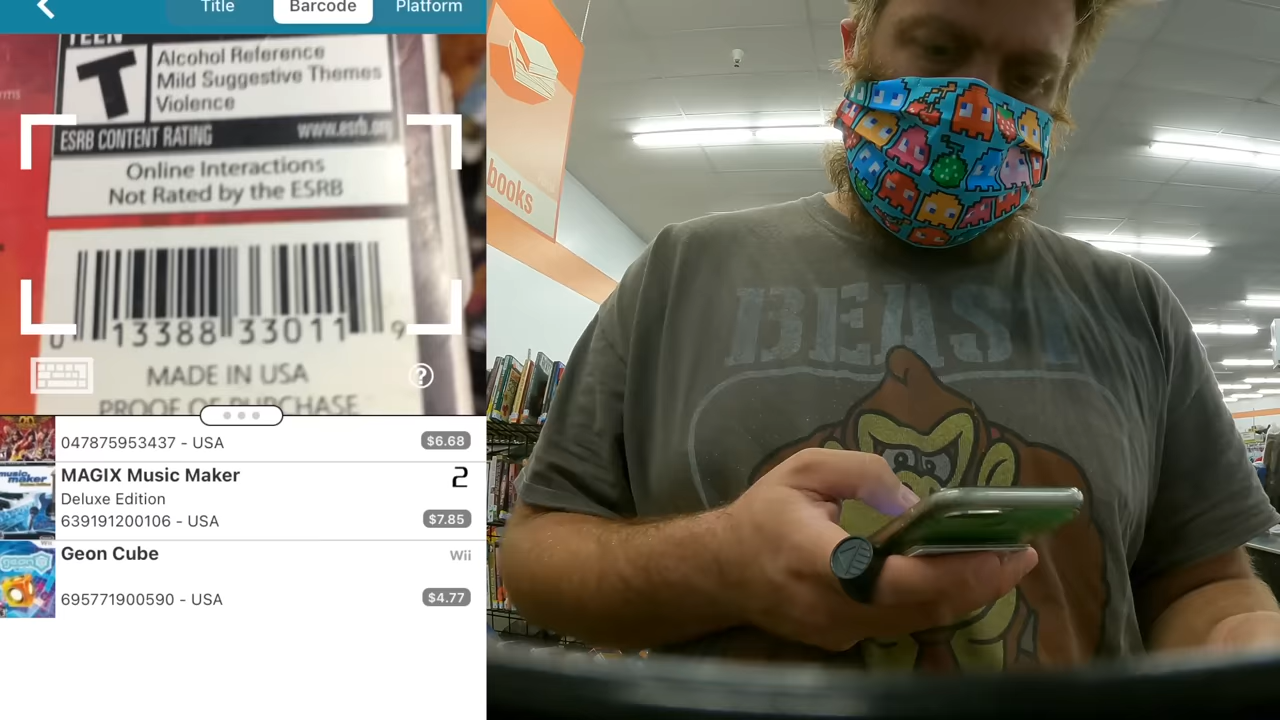 Title
Barcode
Platform
TEEN
T
Alcohol Reference
Mild Suggestive Themes
Violence
ESRB CONTENT RATING
www.esrb.org
Online Interactions
Not Rated by the ESRB
0 13388 33011 9
MADE IN USA
PROOF OF PURCHASE
047875953437 - USA
$6.68
MAGIX Music Maker
2
Deluxe Edition
639191200106 - USA
$7.85
music
maker
Geon Cube
Wii
695771900590 - USA
$4.77
books
BEAST